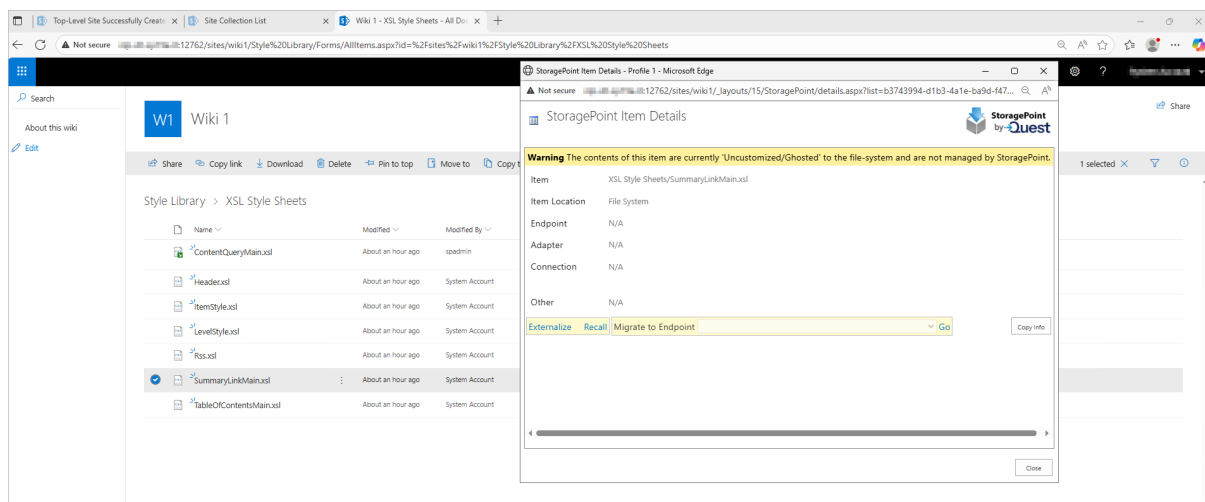 Top-Level Site Successfully Create
Site Collection List
Wiki 1 - XSL Style Sheets - All Do
Not secure
:12762/sites/wiki1/Style%20Library/Forms/AllItems.aspx?id=%2Fsites%2Fwiki1%2FStyle%20Library%2FXSL%20Style%20Sheets
Search
About this wiki
Edit
W1
Wiki 1
Share
Share
Copy link
Download
Delete
Pin to top
Move to
Copy t
1 selected
Style Library > XSL Style Sheets
Name
Modified
Modified By
ContentQueryMain.xsl
About an hour ago
spadmin
Header.xsl
About an hour ago
System Account
ItemStyle.xsl
About an hour ago
System Account
LevelStyle.xsl
About an hour ago
System Account
Rss.xsl
About an hour ago
System Account
SummaryLinkMain.xsl
About an hour ago
System Account
TableOfContentsMain.xsl
About an hour ago
System Account
StoragePoint Item Details - Profile 1 - Microsoft Edge
Not secure
:12762/sites/wiki1/_layouts/15/StoragePoint/details.aspx?list=b3743994-d1b3-4a1e-ba9d-f47...
StoragePoint Item Details
StoragePoint
by Quest
Warning The contents of this item are currently 'Uncustomized/Ghosted' to the file-system and are not managed by StoragePoint.
Item
XSL Style Sheets/SummaryLinkMain.xsl
Item Location
File System
Endpoint
N/A
Adapter
N/A
Connection
N/A
Other
N/A
Externalize
Recall
Migrate to Endpoint
Go
Copy Info
Close